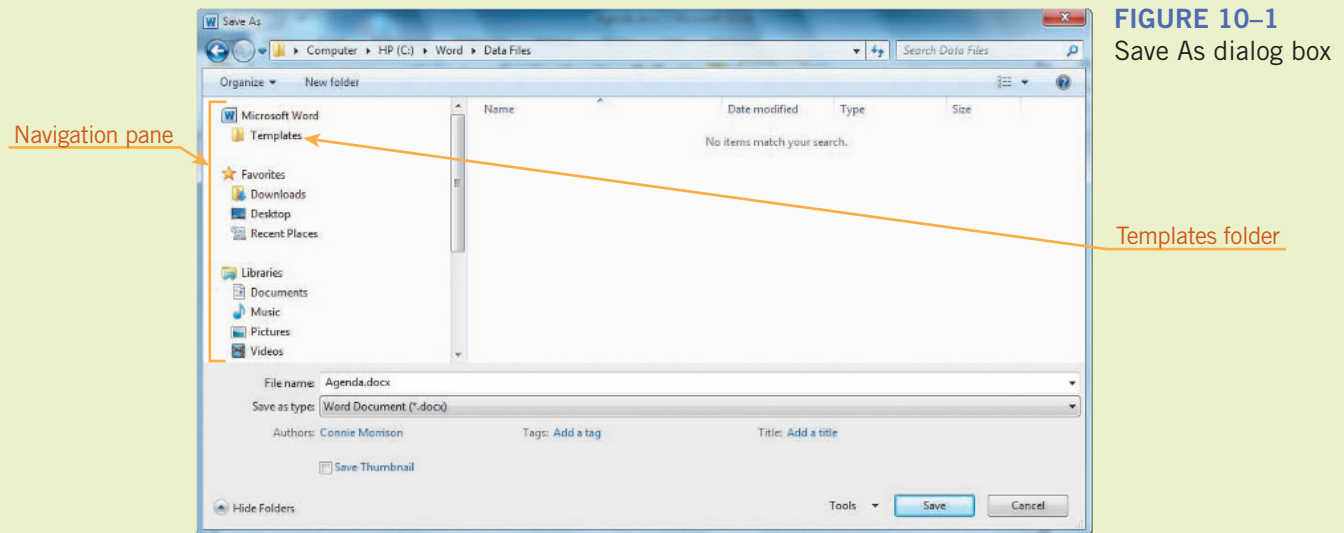 FIGURE 10–1
Save As dialog box
Save As
Computer HP (C:) Word Data Files
Search Data Files
Organize New folder
Navigation pane
Microsoft Word
Templates
Favorites
Downloads
Desktop
Recent Places
Libraries
Documents
Music
Pictures
Videos
Name Date modified Type Size
No items match your search.
Templates folder
File name: Agenda.docx
Save as type: Word Document (*.docx)
Authors: Connie Morrison Tags: Add a tag Title: Add a title
Save Thumbnail
Hide Folders Tools Save Cancel